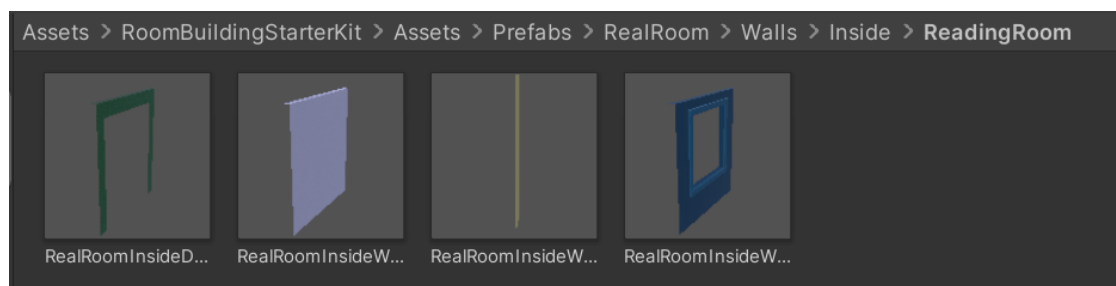 Assets > RoomBuildingStarterKit > Assets > Prefabs > RealRoom > Walls > Inside > ReadingRoom
RealRoomInsideD... RealRoomInsideW... RealRoomInsideW... RealRoomInsideW...